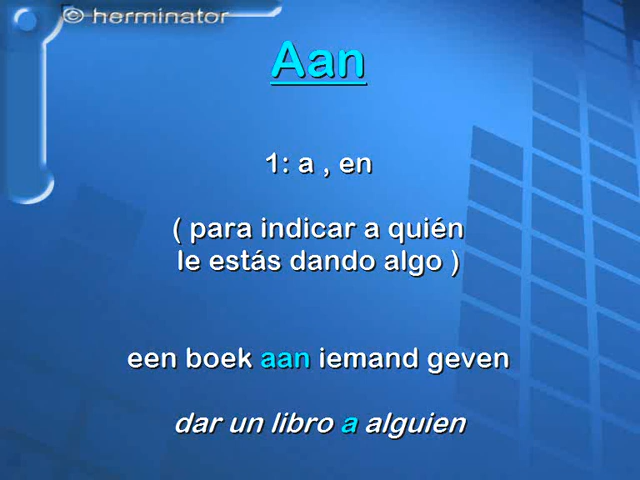 © herminator
Aan
1: a , en
( para indicar a quién
le estás dando algo )
een boek aan iemand geven
dar un libro a alguien